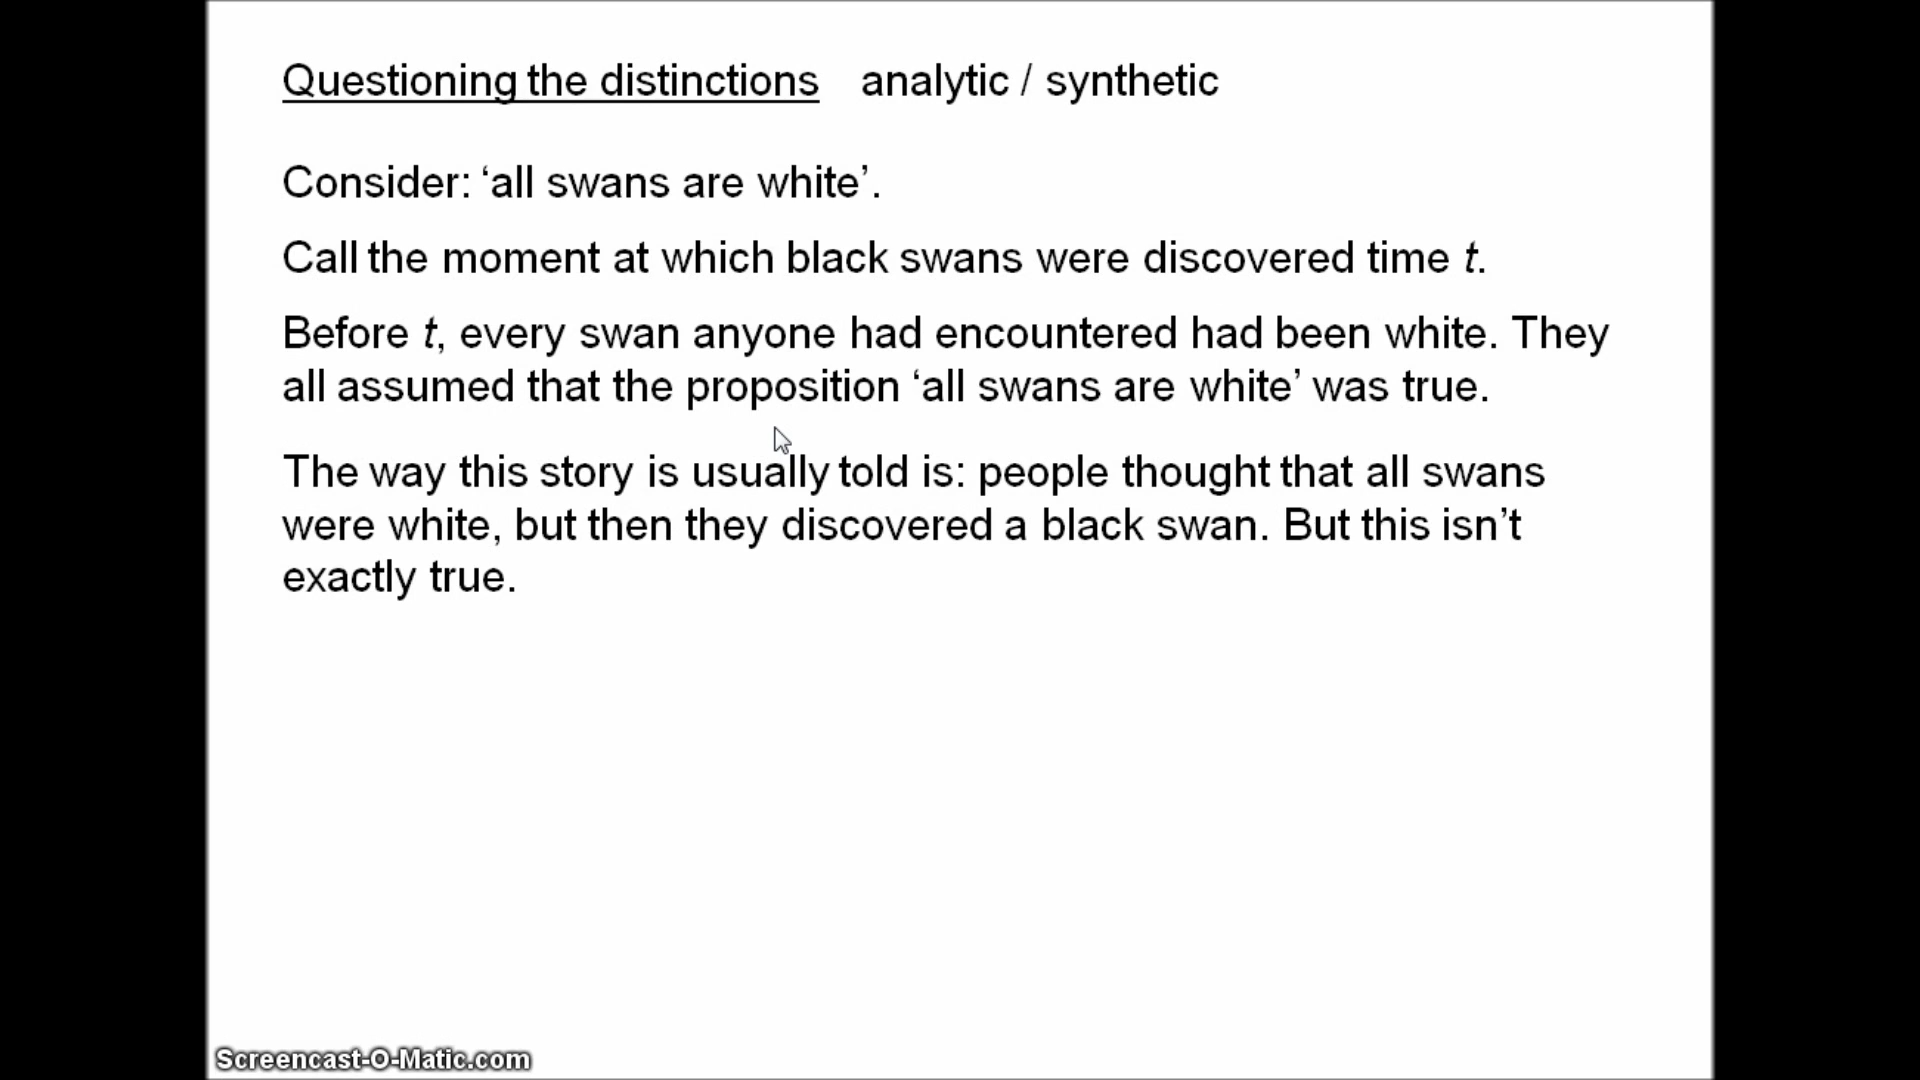 Questioning the distinctions analytic / synthetic
Consider: ‘all swans are white’.
Call the moment at which black swans were discovered time t.
Before t, every swan anyone had encountered had been white. They
all assumed that the proposition ‘all swans are white’ was true.
The way this story is usually told is: people thought that all swans
were white, but then they discovered a black swan. But this isn’t
exactly true.
Screencast-O-Matic.com